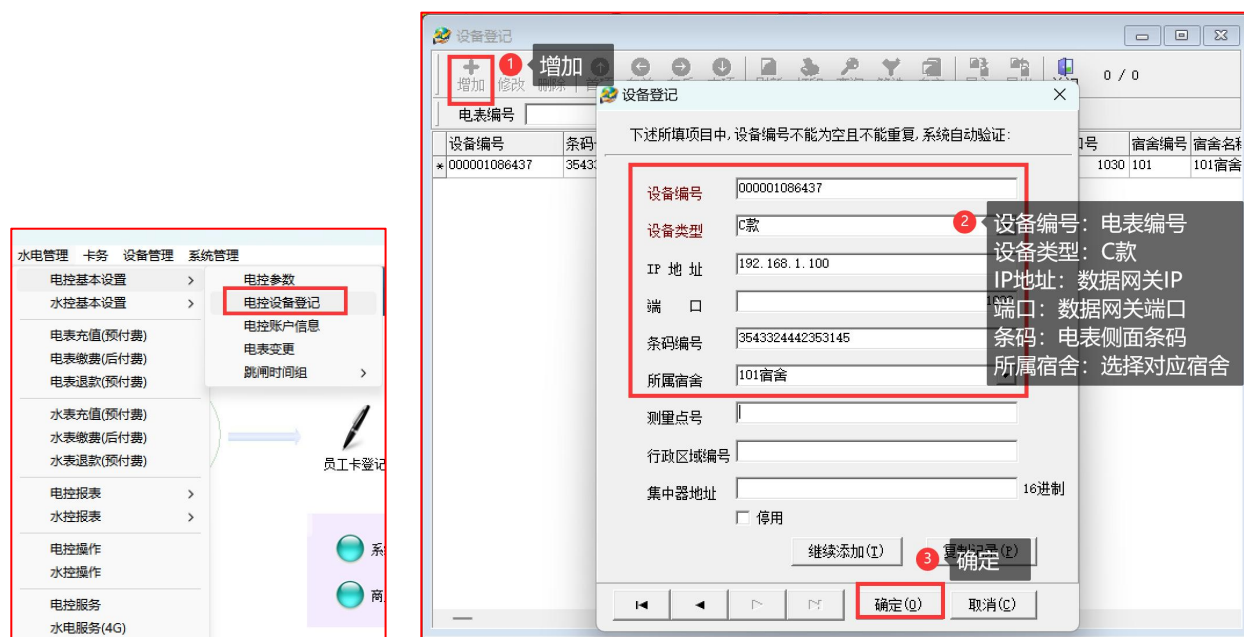 水电管理 卡务 设备管理 系统管理
电控基本设置 >
水控基本设置 >
电表充值(预付费)
电表缴费(后付费)
电表退款(预付费)
水表充值(预付费)
水表缴费(后付费)
水表退款(预付费)
电控报表 >
水控报表 >
电控操作
水控操作
电控服务
水电服务(4G)
电控参数
电控设备登记
电控账户信息
电表变更
跳闸时间组 >
员工卡登记
设备登记
增加 修改 删除
1 增加
0 / 0
电表编号
设备编号 条码 宿舍编号 宿舍名称
* 000001086437 3543 1030 101 101宿舍
设备登记
下述所填项目中,设备编号不能为空且不能重复,系统自动验证:
设备编号 000001086437
设备类型 C款
IP 地 址 192.168.1.100
端 口
条码编号 3543324442353145
所属宿舍 101宿舍
测量点号
行政区域编号
集中器地址 16进制
停用
继续添加(T)
确定(O) 取消(C)
2 设备编号：电表编号
设备类型：C款
IP地址：数据网关IP
端口：数据网关端口
条码：电表侧面条码
所属宿舍：选择对应宿舍
3 确定